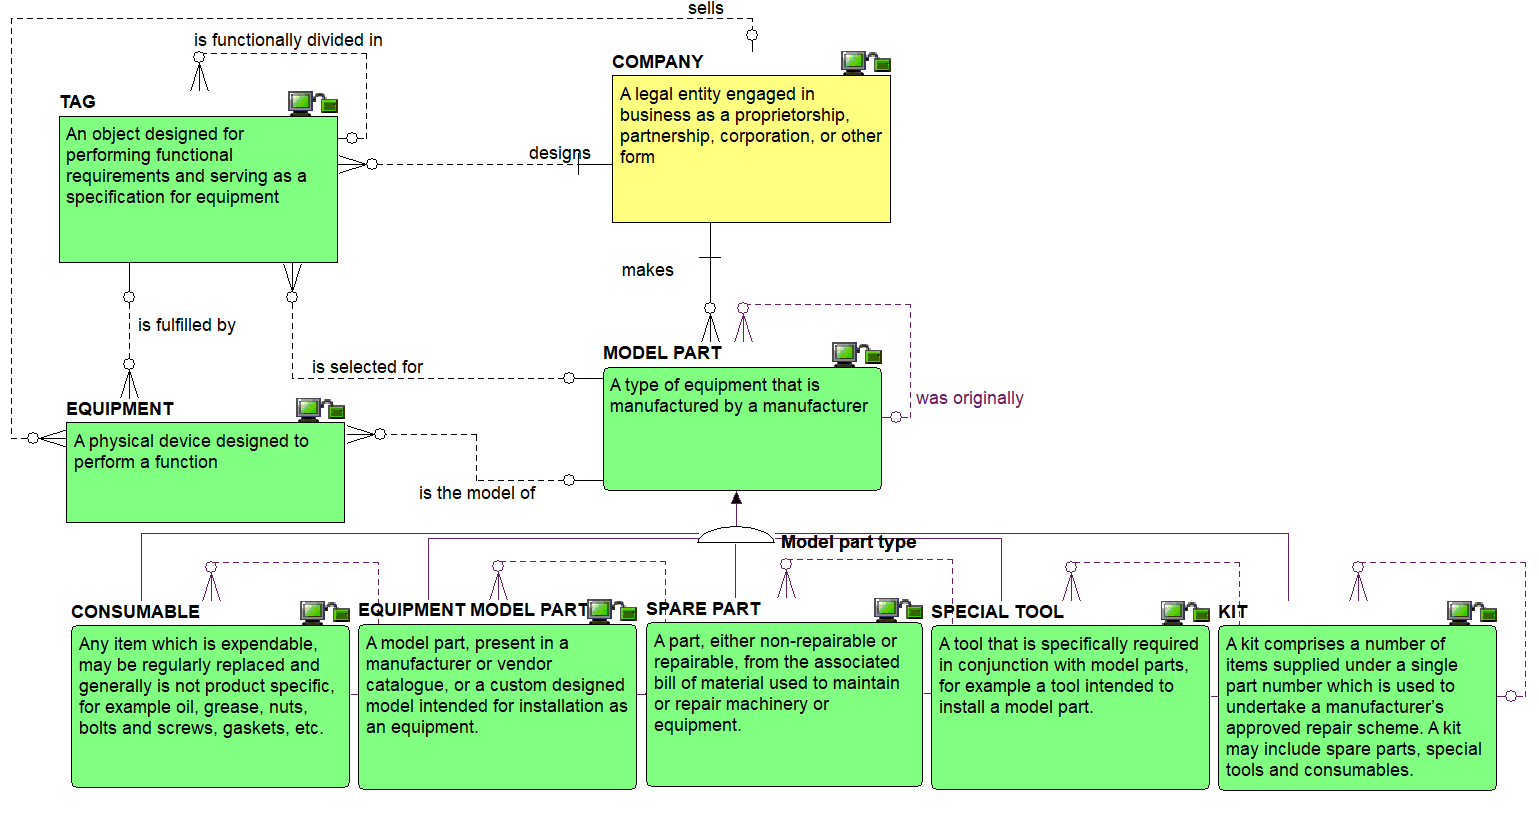 sells
is functionally divided in
COMPANY
A legal entity engaged in
business as a proprietorship,
partnership, corporation, or other
form
TAG
An object designed for
performing functional
requirements and serving as a
specification for equipment
designs
makes
is fulfilled by
is selected for
MODEL PART
A type of equipment that is
manufactured by a manufacturer
was originally
EQUIPMENT
A physical device designed to
perform a function
is the model of
Model part type
CONSUMABLE
Any item which is expendable,
may be regularly replaced and
generally is not product specific,
for example oil, grease, nuts,
bolts and screws, gaskets, etc.
EQUIPMENT MODEL PART
A model part, present in a
manufacturer or vendor
catalogue, or a custom designed
model intended for installation as
an equipment.
SPARE PART
A part, either non-repairable or
repairable, from the associated
bill of material used to maintain
or repair machinery or
equipment.
SPECIAL TOOL
A tool that is specifically required
in conjunction with model parts,
for example a tool intended to
install a model part.
KIT
A kit comprises a number of
items supplied under a single
part number which is used to
undertake a manufacturer’s
approved repair scheme. A kit
may include spare parts, special
tools and consumables.